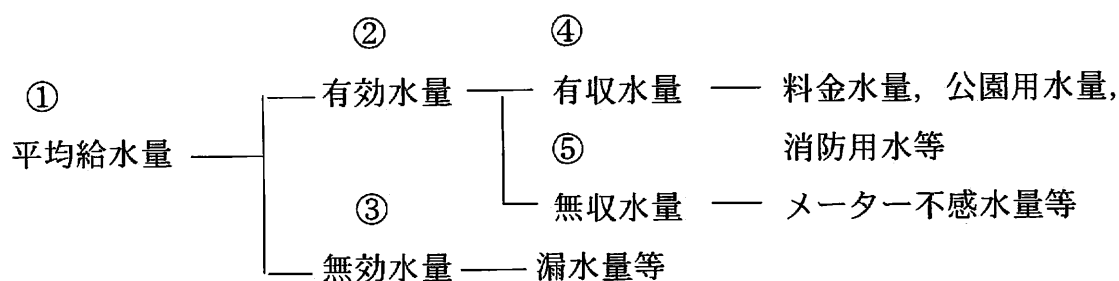 ② ④
① 有効水量 有収水量 料金水量，公園用水量，
平均給水量 ⑤ 消防用水等
③ 無収水量 メーター不感水量等
無効水量 漏水量等